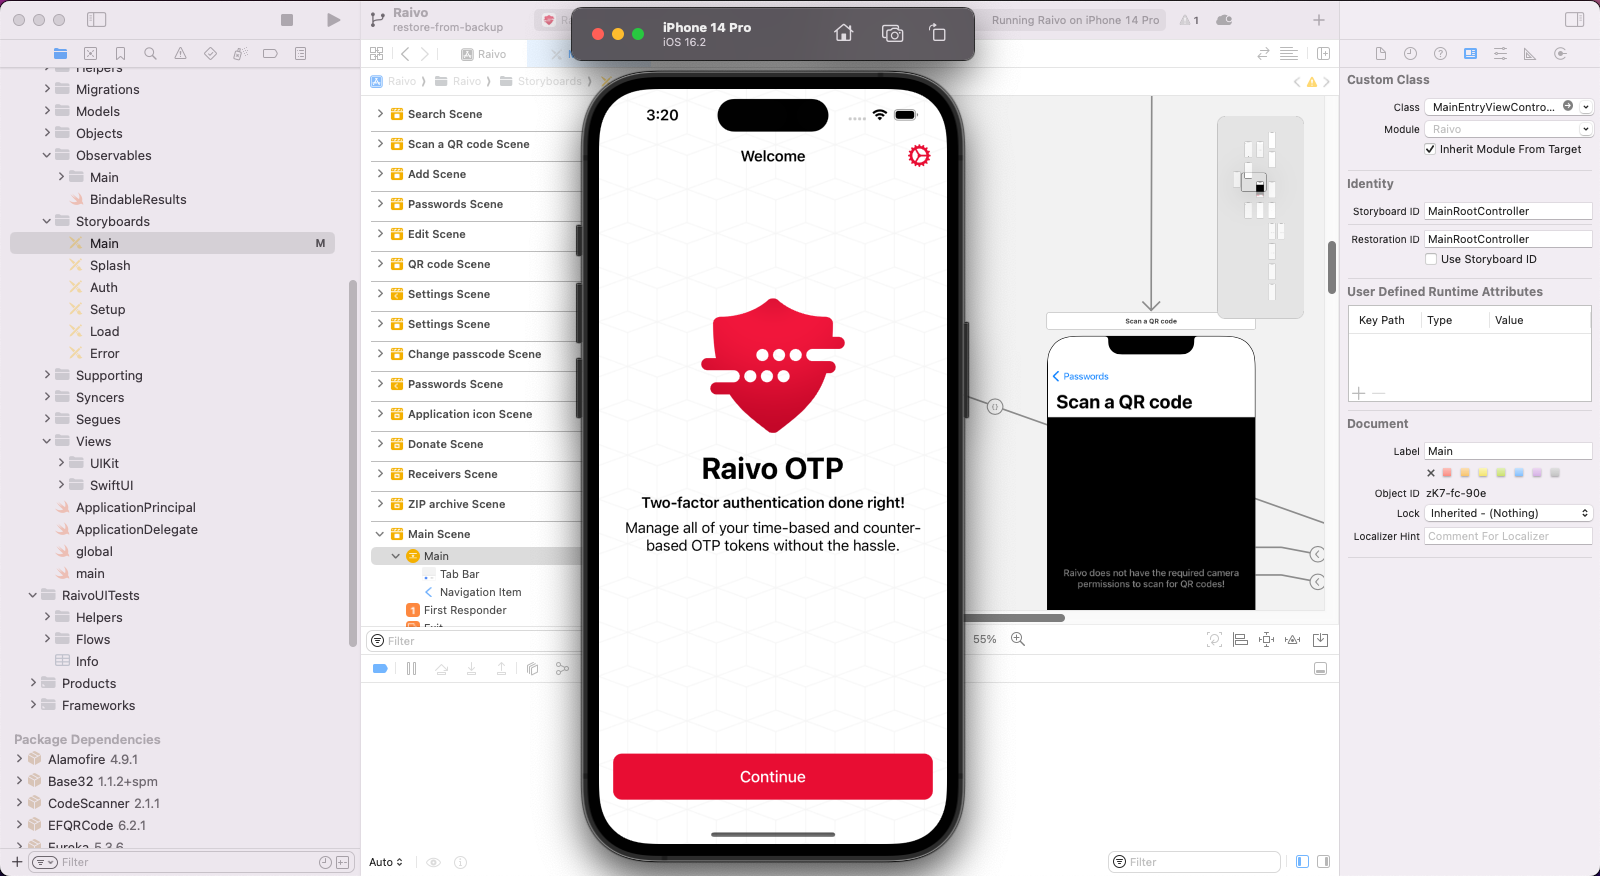 Raivo
restore-from-backup
iPhone 14 Pro
iOS 16.2
Running Raivo on iPhone 14 Pro
1
Helpers
Migrations
Models
Objects
Observables
Main
BindableResults
Storyboards
Main
M
Splash
Auth
Setup
Load
Error
Supporting
Syncers
Segues
Views
UIKit
SwiftUI
ApplicationPrincipal
ApplicationDelegate
global
main
RaivoUITests
Helpers
Flows
Info
Products
Frameworks
Package Dependencies
Alamofire 4.9.1
Base32 1.1.2+spm
CodeScanner 2.1.1
EFQRCode 6.2.1
Eureka 5.3.6
Filter
Raivo
Raivo
Raivo
Storyboards
Search Scene
Scan a QR code Scene
Add Scene
Passwords Scene
Edit Scene
QR code Scene
Settings Scene
Settings Scene
Change passcode Scene
Passwords Scene
Application icon Scene
Donate Scene
Receivers Scene
ZIP archive Scene
Main Scene
Main
Tab Bar
Navigation Item
1
First Responder
Exit
Filter
Auto
3:20
Welcome
Raivo OTP
Two-factor authentication done right!
Manage all of your time-based and counter-
based OTP tokens without the hassle.
Continue
Scan a QR code
Passwords
Scan a QR code
Raivo does not have the required camera
permissions to scan for QR codes!
55%
Filter
Custom Class
Class MainEntryViewContro...
Module Raivo
Inherit Module From Target
Identity
Storyboard ID MainRootController
Restoration ID MainRootController
Use Storyboard ID
User Defined Runtime Attributes
Key Path Type Value
Document
Label Main
Object ID zK7-fc-90e
Lock Inherited - (Nothing)
Localizer Hint Comment For Localizer